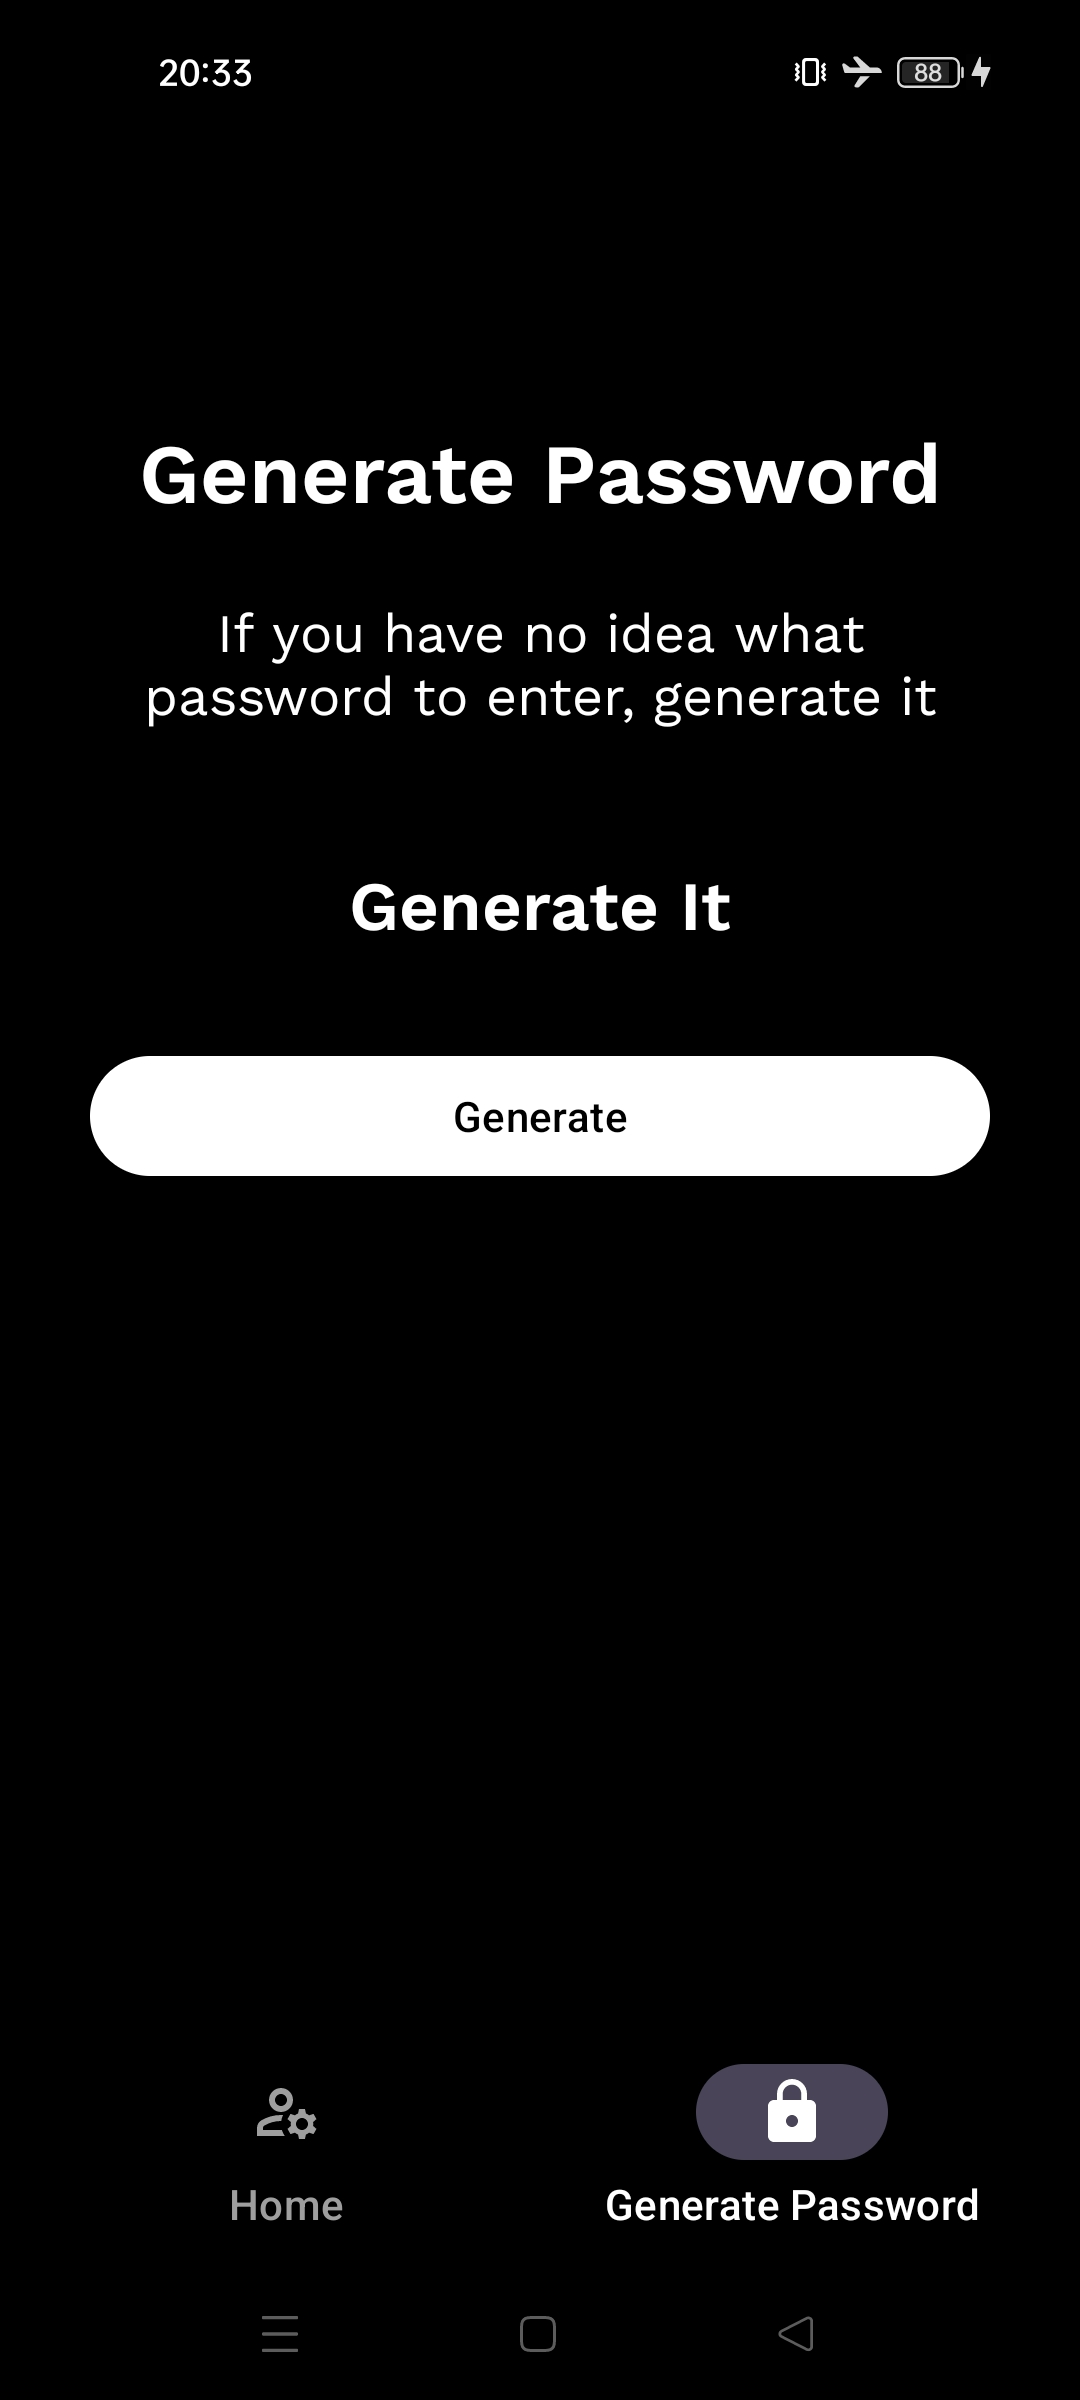 20:33
88
Generate Password
If you have no idea what
password to enter, generate it
Generate It
Generate
Home
Generate Password